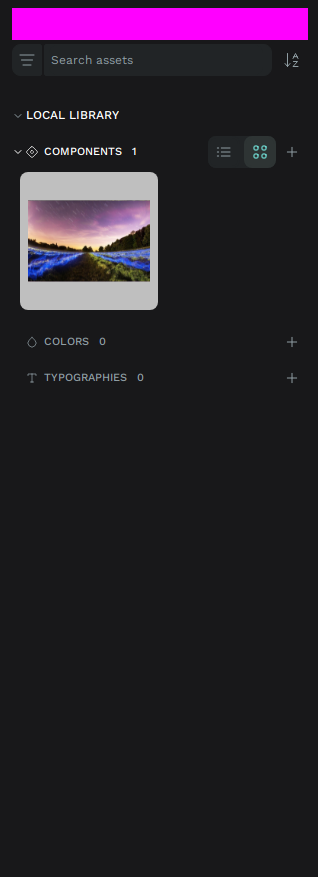 Search assets
LOCAL LIBRARY
COMPONENTS 1
COLORS 0
TYPOGRAPHIES 0